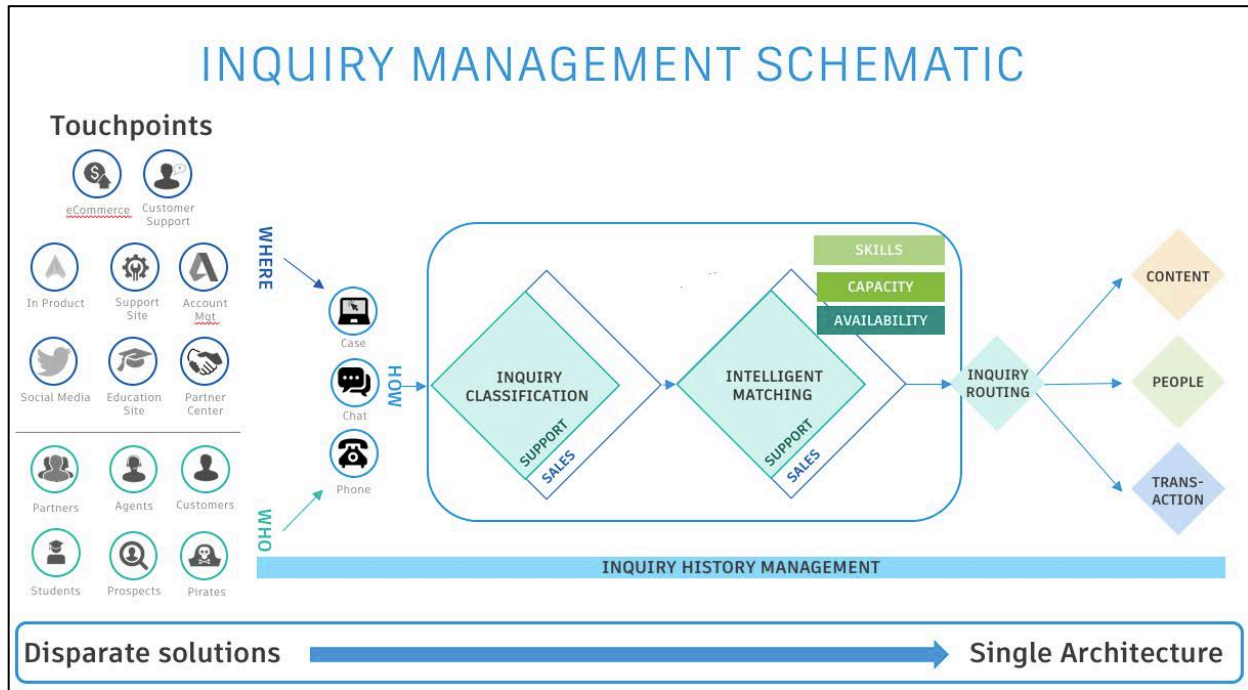 INQUIRY MANAGEMENT SCHEMATIC
Touchpoints
eCommerce
Customer
Support
In Product
Support
Site
Account
Mgt
Social Media
Education
Site
Partner
Center
Partners
Agents
Customers
Students
Prospects
Pirates
WHERE
WHO
Case
Chat
Phone
HOW
INQUIRY
CLASSIFICATION
SUPPORT
SALES
SKILLS
CAPACITY
AVAILABILITY
INTELLIGENT
MATCHING
SUPPORT
SALES
INQUIRY
ROUTING
CONTENT
PEOPLE
TRANS-
ACTION
INQUIRY HISTORY MANAGEMENT
Disparate solutions
Single Architecture